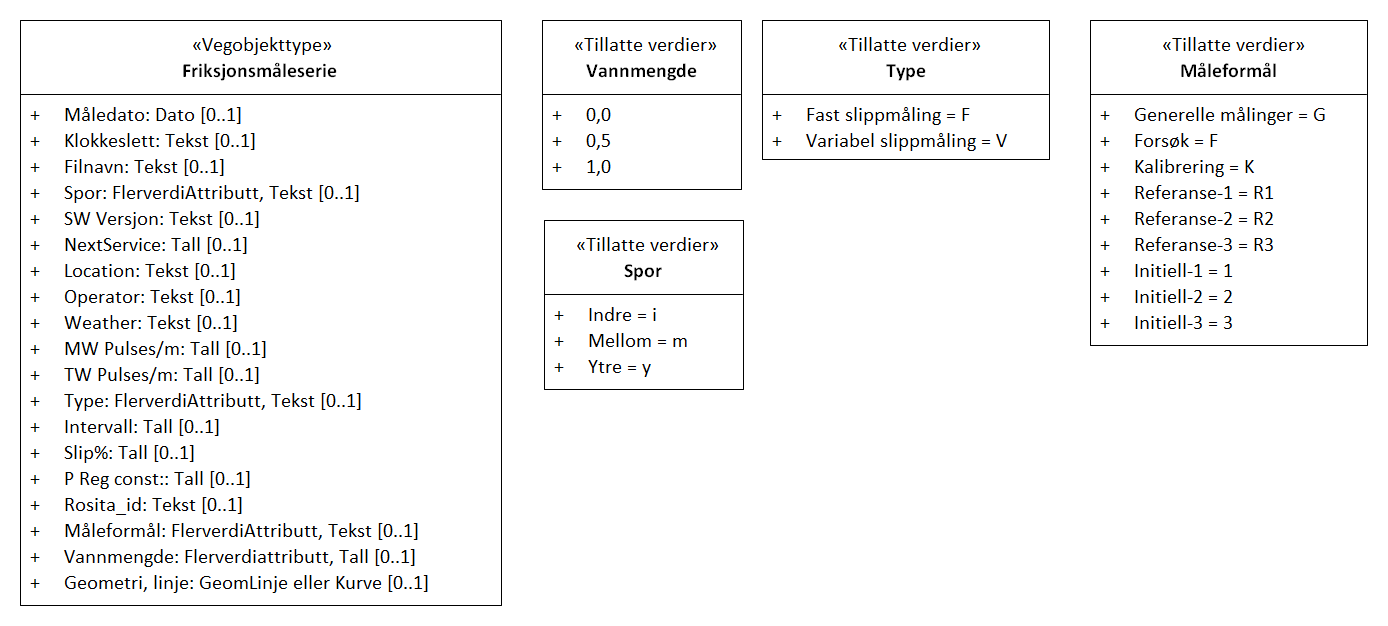 «Vegobjekttype»
Friksjonsmåleserie
+ Måledato: Dato [0..1]
+ Klokkeslett: Tekst [0..1]
+ Filnavn: Tekst [0..1]
+ Spor: FlerverdiAttributt, Tekst [0..1]
+ SW Versjon: Tekst [0..1]
+ NextService: Tall [0..1]
+ Location: Tekst [0..1]
+ Operator: Tekst [0..1]
+ Weather: Tekst [0..1]
+ MW Pulses/m: Tall [0..1]
+ TW Pulses/m: Tall [0..1]
+ Type: FlerverdiAttributt, Tekst [0..1]
+ Intervall: Tall [0..1]
+ Slip%: Tall [0..1]
+ P Reg const:: Tall [0..1]
+ Rosita_id: Tekst [0..1]
+ Måleformål: FlerverdiAttributt, Tekst [0..1]
+ Vannmengde: Flerverdiattributt, Tall [0..1]
+ Geometri, linje: GeomLinje eller Kurve [0..1]
«Tillatte verdier»
Vannmengde
+ 0,0
+ 0,5
+ 1,0
«Tillatte verdier»
Spor
+ Indre = i
+ Mellom = m
+ Ytre = y
«Tillatte verdier»
Type
+ Fast slippmåling = F
+ Variabel slippmåling = V
«Tillatte verdier»
Måleformål
+ Generelle målinger = G
+ Forsøk = F
+ Kalibrering = K
+ Referanse-1 = R1
+ Referanse-2 = R2
+ Referanse-3 = R3
+ Initiell-1 = 1
+ Initiell-2 = 2
+ Initiell-3 = 3